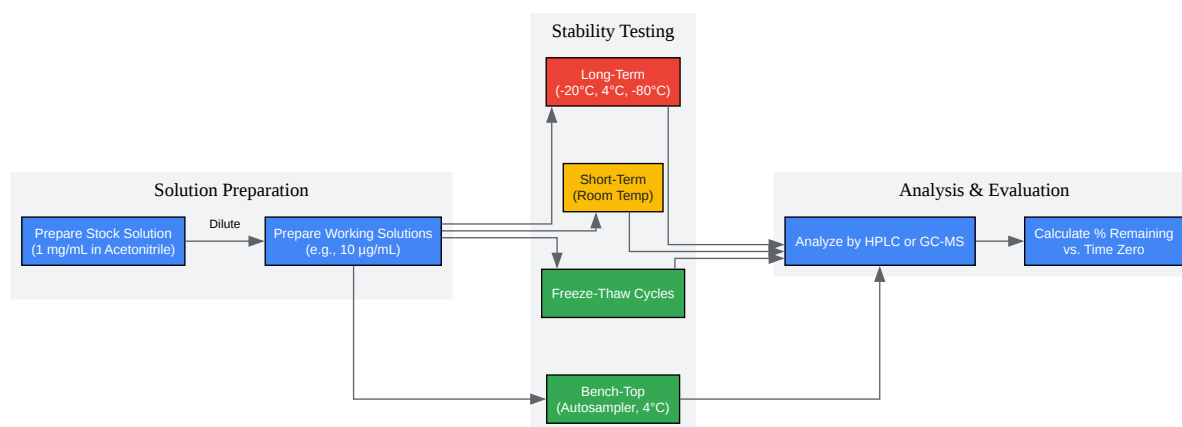 Stability Testing
Long-Term
(-20°C, 4°C, -80°C)
Short-Term
(Room Temp)
Freeze-Thaw Cycles
Bench-Top
(Autosampler, 4°C)
Solution Preparation
Prepare Stock Solution
(1 mg/mL in Acetonitrile)
Dilute
Prepare Working Solutions
(e.g., 10 µg/mL)
Analysis & Evaluation
Analyze by HPLC or GC-MS
Calculate % Remaining
vs. Time Zero